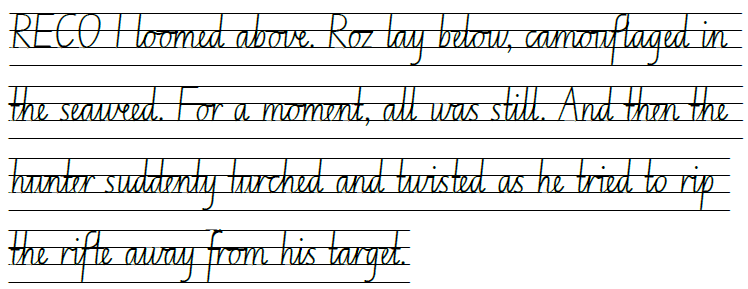 RECO 1 loomed above. Roz lay below, camouflaged in
the seaweed. For a moment, all was still. And then the
hunter suddenly lurched and twisted as he tried to rip
the rifle away from his target.